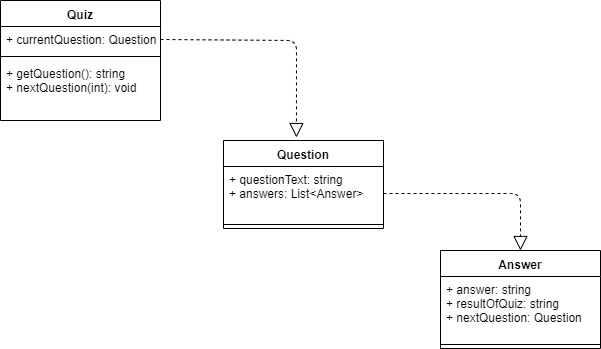 Quiz
+ currentQuestion: Question
+ getQuestion(): string
+ nextQuestion(int): void
Question
+ questionText: string
+ answers: List<Answer>
Answer
+ answer: string
+ resultOfQuiz: string
+ nextQuestion: Question